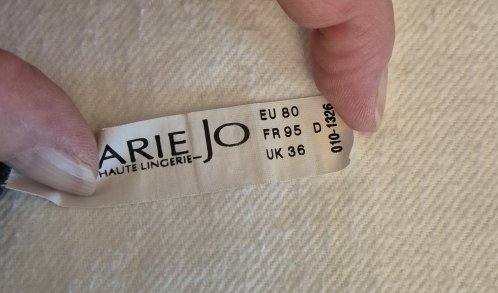 ARIE JO
HAUTE LINGERIE
EU 80
FR 95 D
UK 36
010-1326